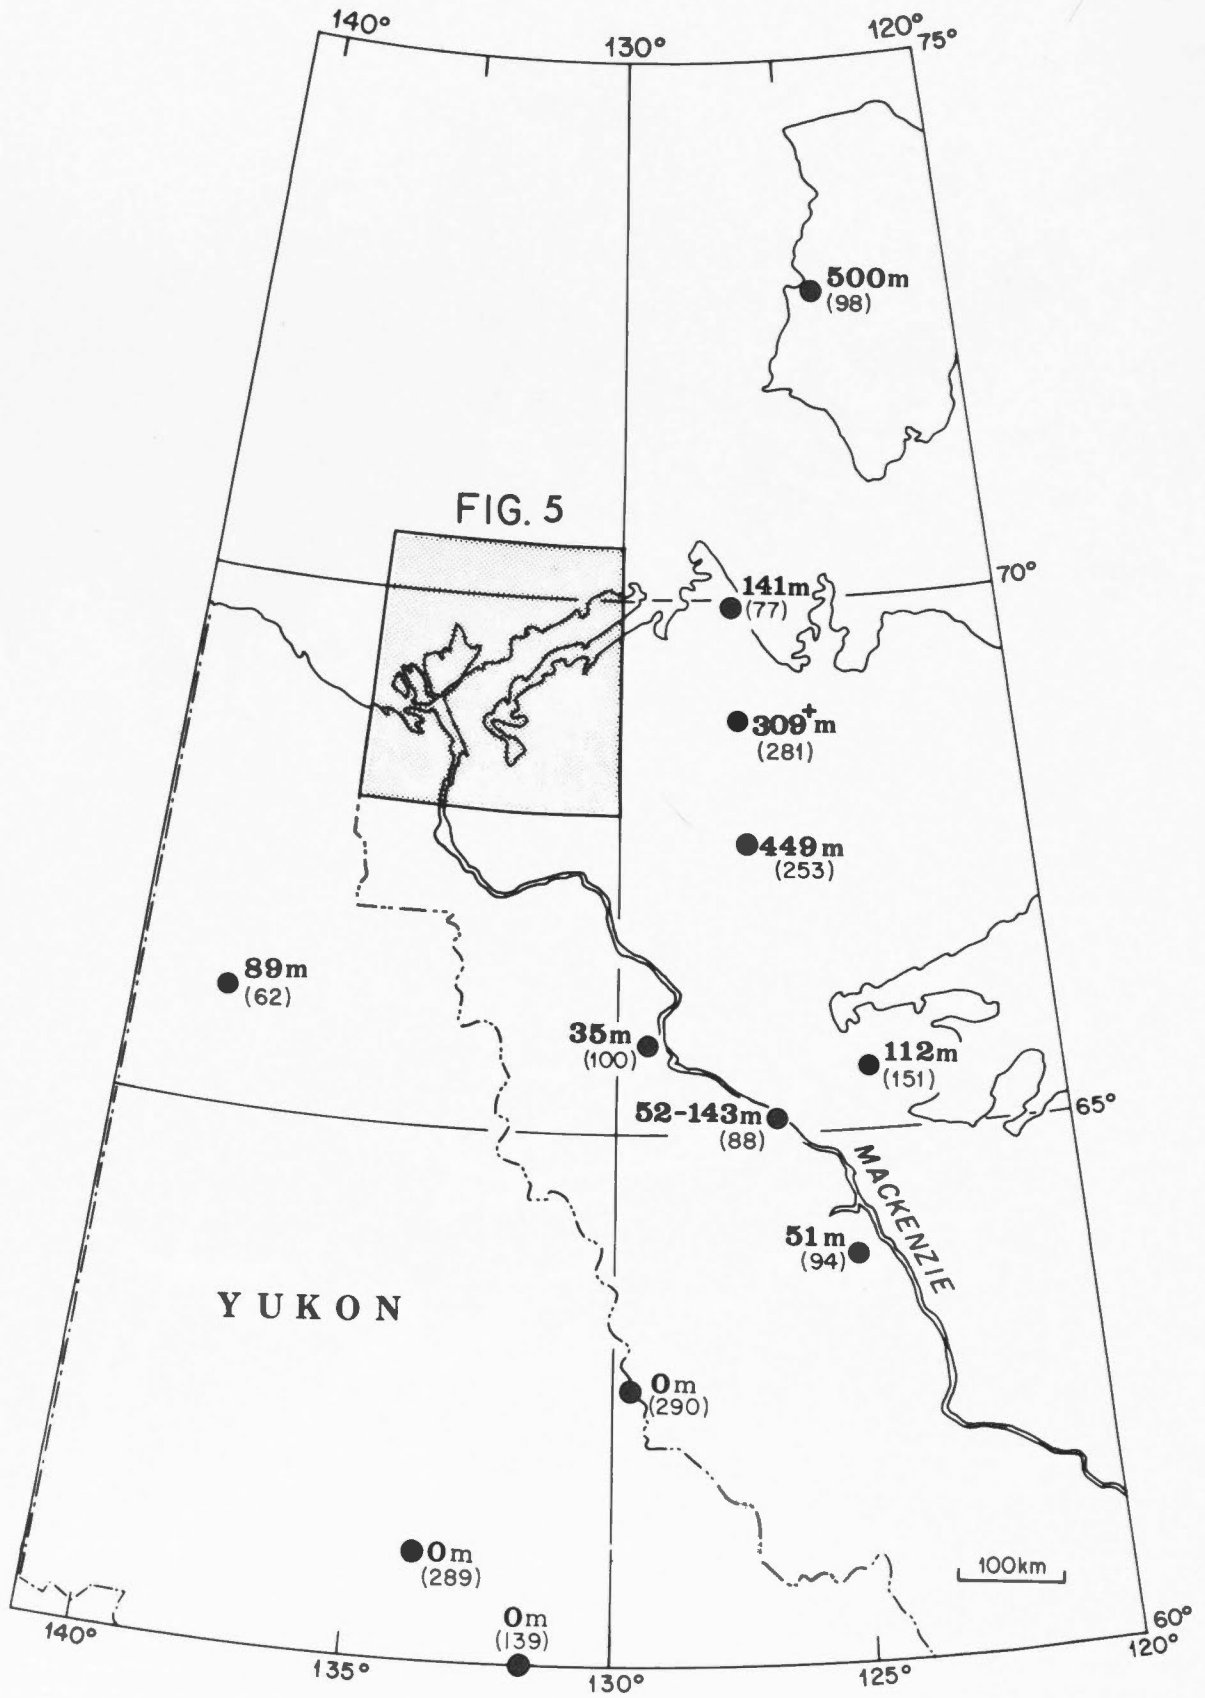 140°
130°
120°
75°
500m
(98)
FIG. 5
70°
141m
(77)
309+m
(281)
449m
(253)
89m
(62)
35m
(100)
112m
(151)
52-143m
(88)
65°
MACKENZIE
51m
(94)
YUKON
0m
(290)
0m
(289)
100km
0m
(139)
60°
140°
135°
130°
125°
120°